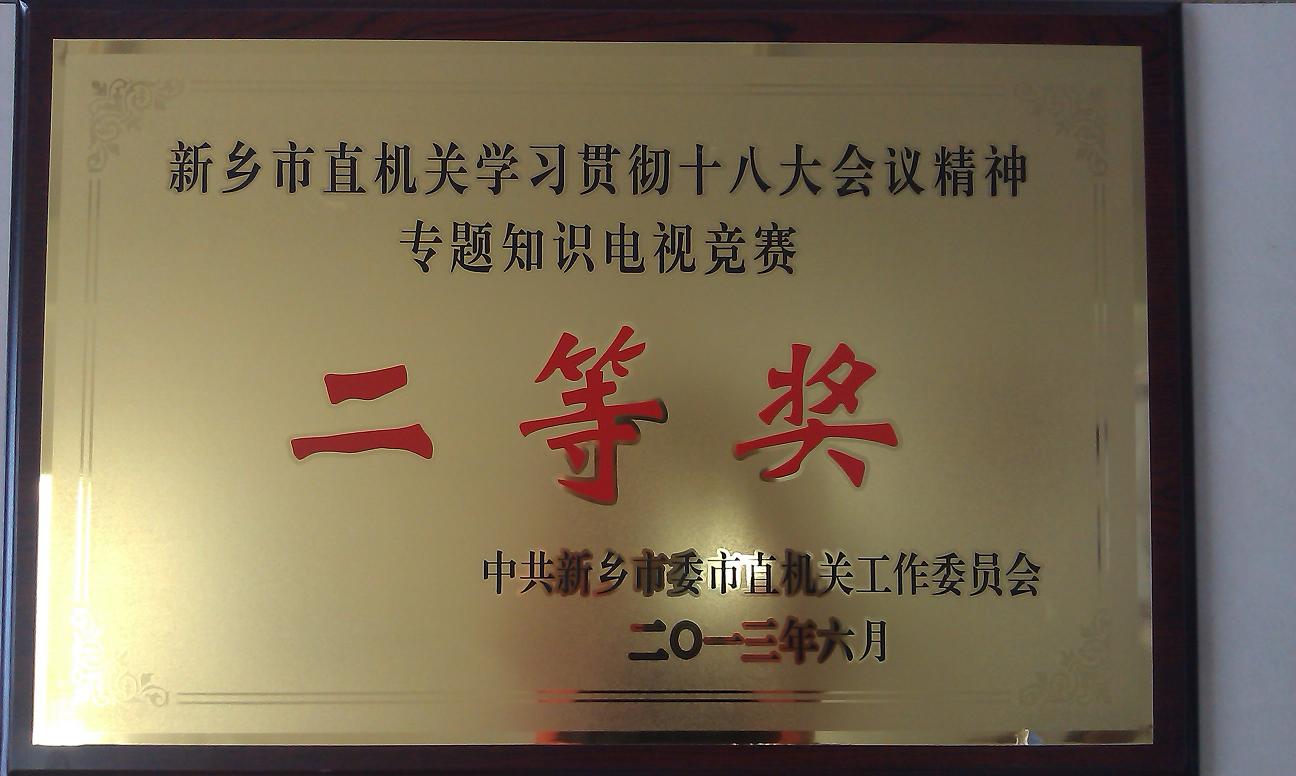 新乡市直机关学习贯彻十八大会议精神
专题知识电视竞赛
二等奖
中共新乡市委市直机关工作委员会
二〇一三年六月